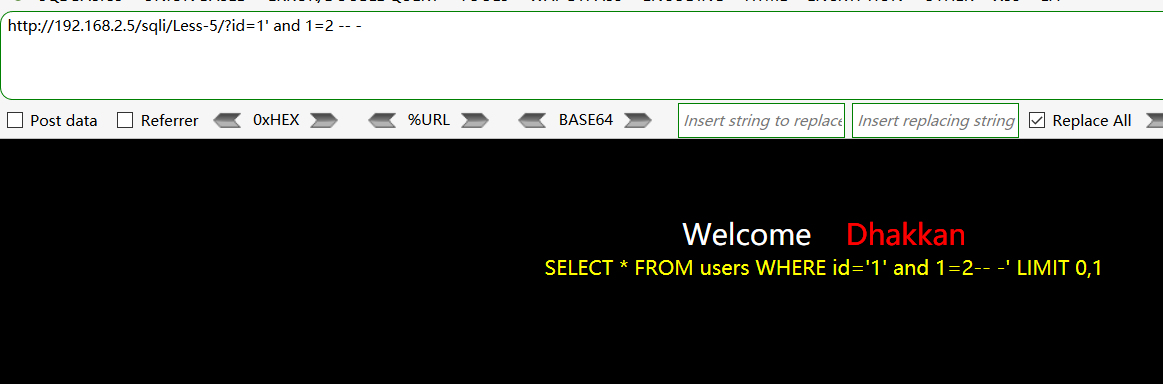 http://192.168.2.5/sqli/Less-5/?id=1' and 1=2 -- -
Post data Referrer 0xHEX %URL BASE64 Insert string to replace Insert replacing string Replace All
Welcome Dhakkan
SELECT * FROM users WHERE id='1' and 1=2-- -' LIMIT 0,1